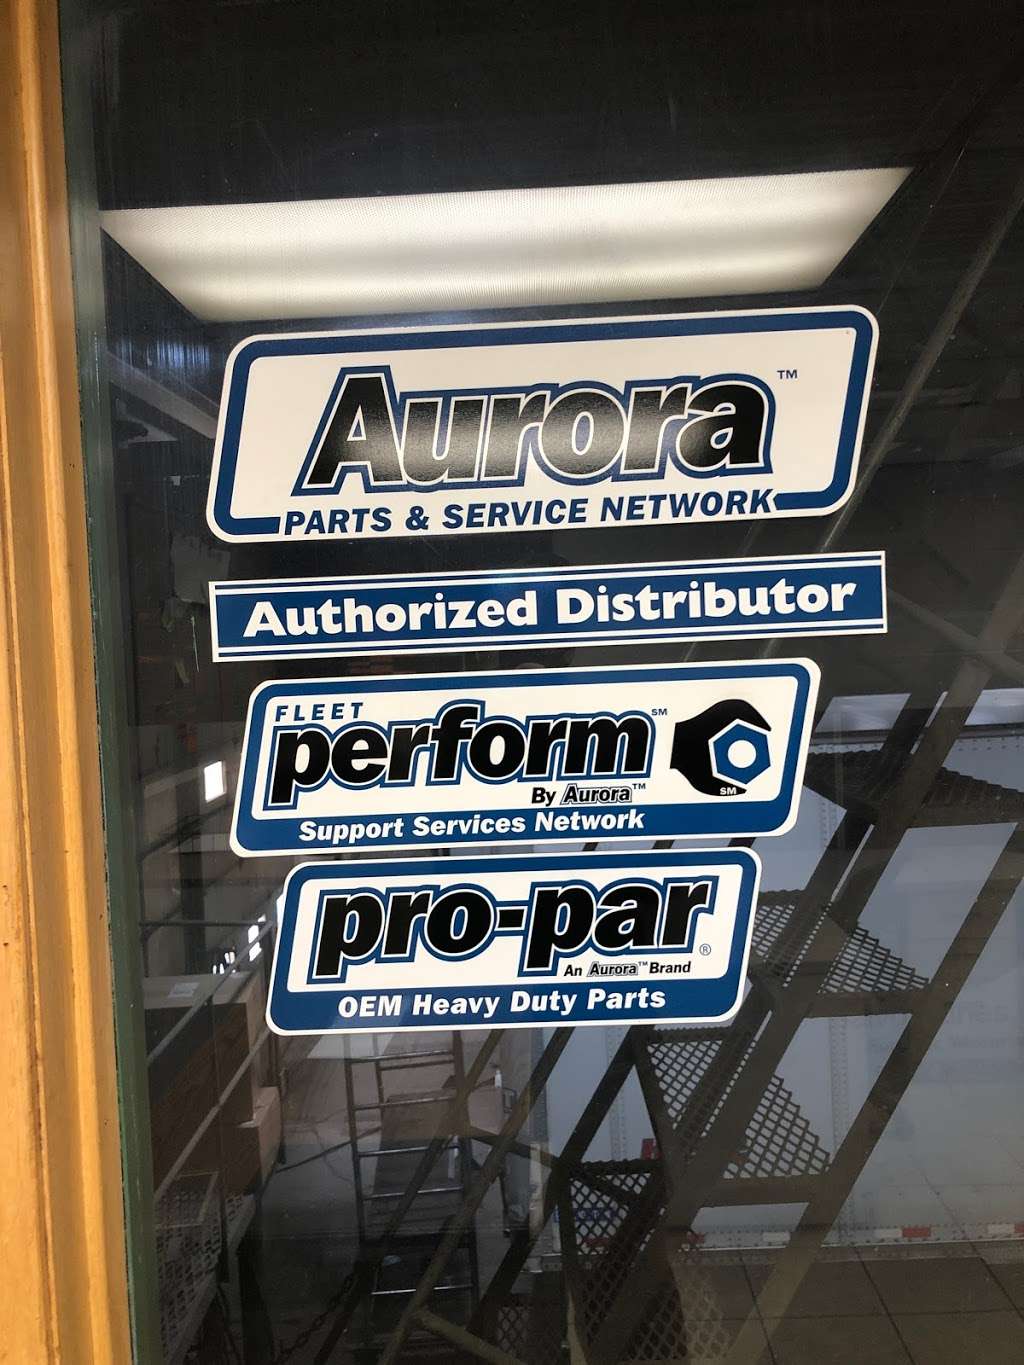 Aurora™
PARTS & SERVICE NETWORK
Authorized Distributor
FLEET
perform℠
By Aurora™
SM
Support Services Network
pro-par®
An Aurora™ Brand
OEM Heavy Duty Parts